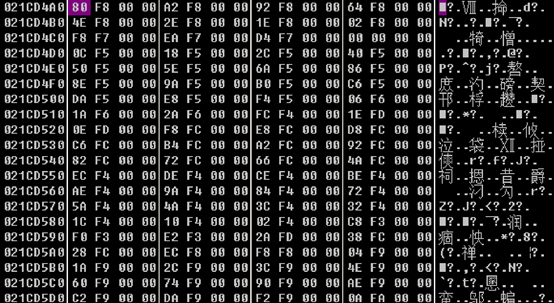 021CD4A0 80 F8 00 00 A2 F8 00 00 92 F8 00 00 64 F8 00 00 ?.Ⅷ..掵..d?.
021CD4B0 4E F8 00 00 2E F8 00 00 1E F8 00 00 02 F8 00 00 N?...?.■?.¯?.
021CD4C0 F8 F7 00 00 EA F7 00 00 D4 F7 00 00 00 00 00 00
021CD4D0 0C F5 00 00 18 F5 00 00 2C F5 00 00 40 F5 00 00 .?.■?.,?.@?.
021CD4E0 50 F5 00 00 5E F5 00 00 6A F5 00 00 86 F5 00 00 P?.^?.j?.
021CD4F0 8E F5 00 00 9A F5 00 00 B0 F5 00 00 C6 F5 00 00
021CD500 DA F5 00 00 E8 F5 00 00 F4 F5 00 00 06 F6 00 00
021CD510 1A F6 00 00 2A F6 00 00 FC F4 00 00 1E FD 00 00
021CD520 0E FD 00 00 F8 FC 00 00 E8 FC 00 00 D8 FC 00 00
021CD530 C6 FC 00 00 B4 FC 00 00 A2 FC 00 00 92 FC 00 00
021CD540 82 FC 00 00 72 FC 00 00 66 FC 00 00 4A FC 00 00
021CD550 EC F4 00 00 DE F4 00 00 CE F4 00 00 BE F4 00 00
021CD560 AE F4 00 00 9A F4 00 00 84 F4 00 00 72 F4 00 00
021CD570 5A F4 00 00 4A F4 00 00 3C F4 00 00 32 F4 00 00 Z?.J?.<?.2?.
021CD580 1C F4 00 00 10 F4 00 00 02 F4 00 00 C8 F3 00 00
021CD590 F0 F3 00 00 E2 F3 00 00 2A FD 00 00 38 FC 00 00
021CD5A0 28 FC 00 00 EC F8 00 00 F8 F8 00 00 0A F9 00 00
021CD5B0 1A F9 00 00 2C F9 00 00 3C F9 00 00 4E F9 00 00 ■?.,?.<?.N?.
021CD5C0 60 F9 00 00 74 F9 00 00 90 F9 00 00 AE F9 00 00
021CD5D0 C2 F9 00 00 DA F9 00 00 F2 F9 00 00 0A FA 00 00